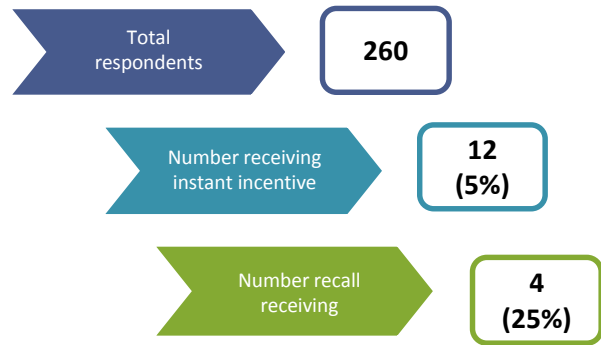 Total
respondents
260
Number receiving
instant incentive
12
(5%)
Number recall
receiving
4
(25%)